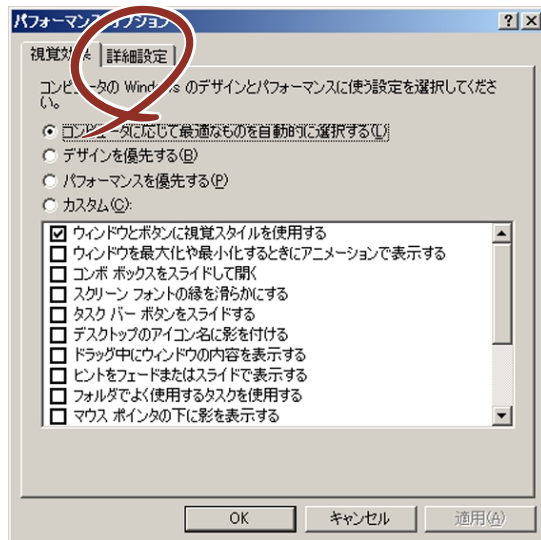 パフォーマンス オプション
? ×
視覚効果 詳細設定
コンピュータの Windows のデザインとパフォーマンスに使う設定を選択してくださ
い。
コンピュータに応じて最適なものを自動的に選択する(L)
デザインを優先する(B)
パフォーマンスを優先する(P)
カスタム(C):
ウィンドウとボタンに視覚スタイルを使用する
ウィンドウを最大化や最小化するときにアニメーションで表示する
コンボ ボックスをスライドして開く
スクリーン フォントの縁を滑らかにする
タスク バー ボタンをスライドする
デスクトップのアイコン名に影を付ける
ドラッグ中にウィンドウの内容を表示する
ヒントをフェードまたはスライドで表示する
フォルダでよく使用するタスクを使用する
マウス ポインタの下に影を表示する
OK キャンセル 適用(A)